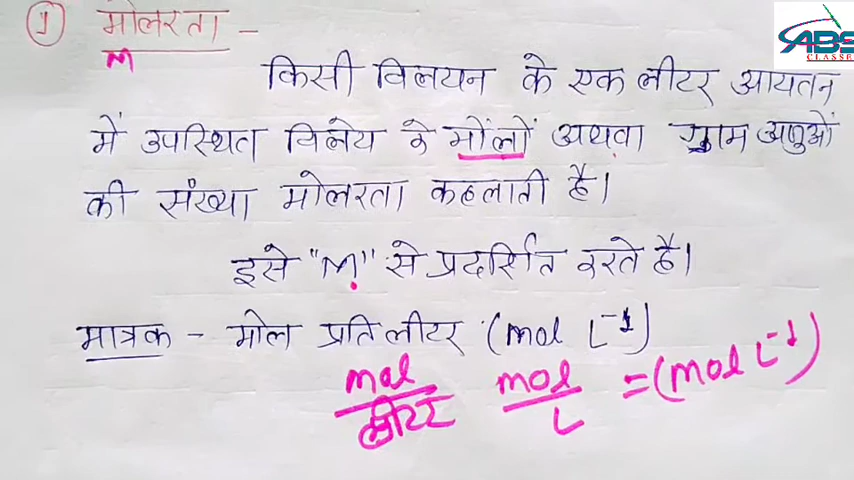 ① मोलरता -
M
किसी विलयन के एक लीटर आयतन
में उपस्थित विलेय के मोंलों अथवा ग्राम अणुओं
की संख्या मोलरता कहलाती है।
इसे "M" से प्रदर्सित करते है।
मात्रक - मोल प्रति लीटर (mol L⁻¹)
mol/लीटर mol/L = (mol L⁻¹)
ABS
CLASSE